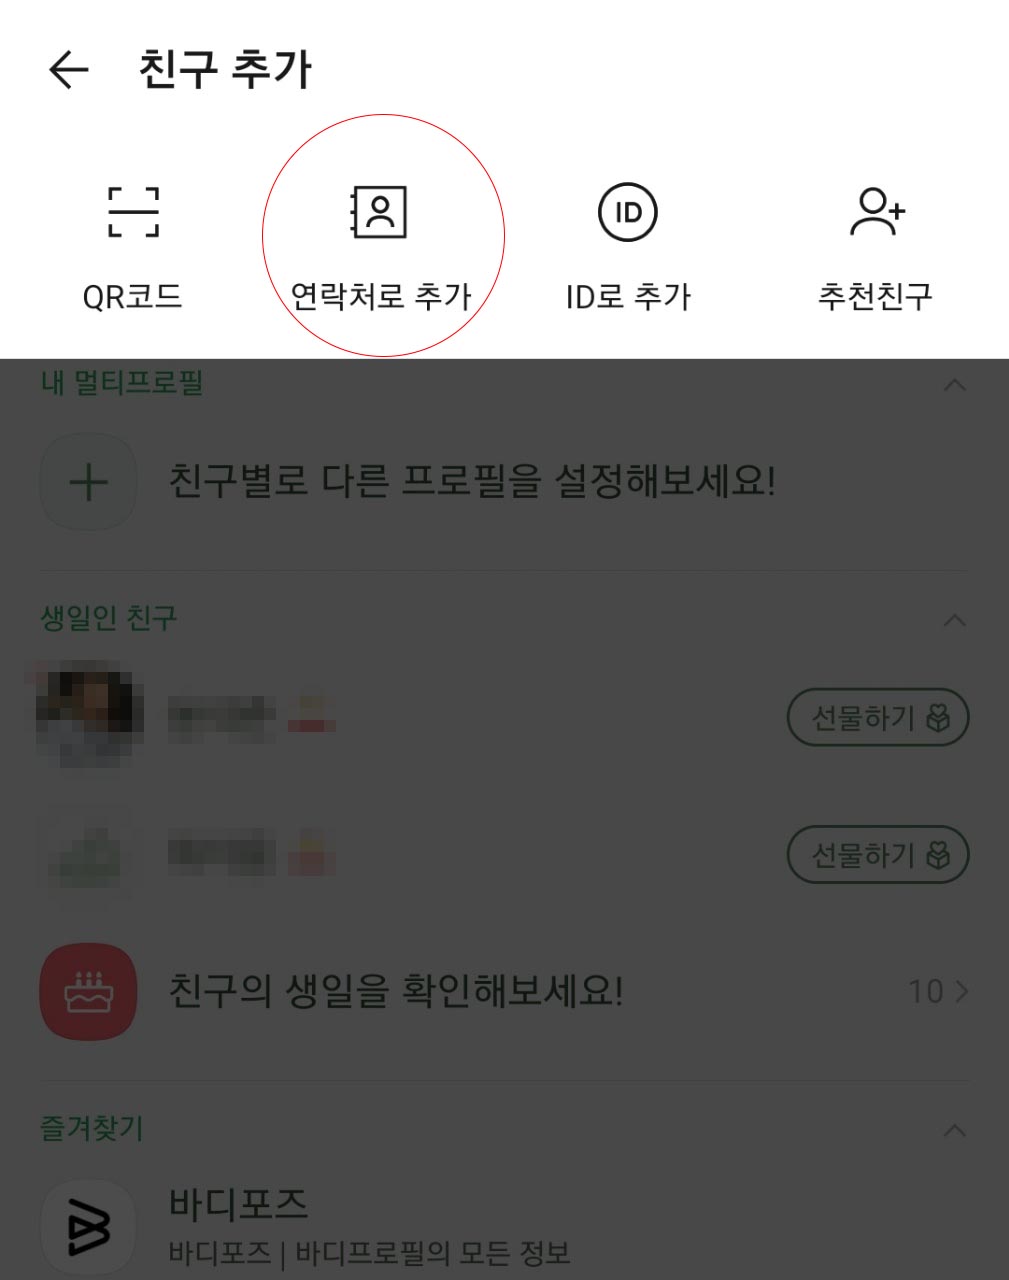 친구 추가
QR코드
연락처로 추가
ID
ID로 추가
추천친구
내 멀티프로필
친구별로 다른 프로필을 설정해보세요!
생일인 친구
선물하기
선물하기
친구의 생일을 확인해보세요!
10
즐겨찾기
바디포즈
바디포즈 | 바디프로필의 모든 정보